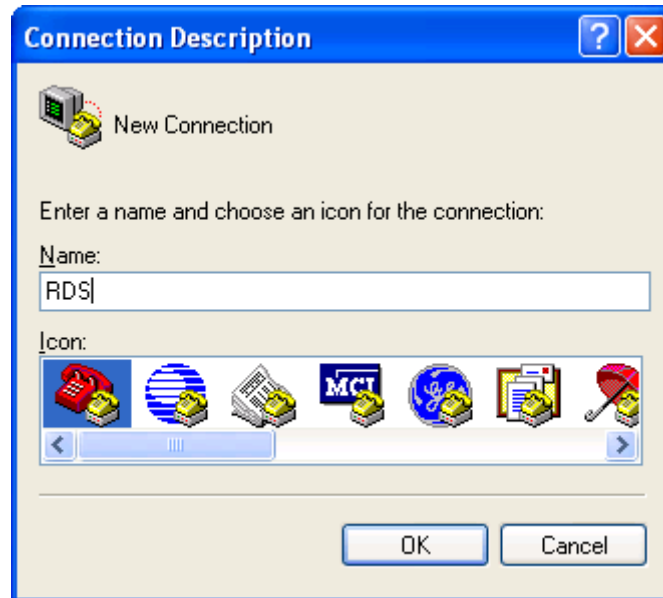 Connection Description
New Connection
Enter a name and choose an icon for the connection:
Name:
RDS
Icon:
MCI
OK Cancel